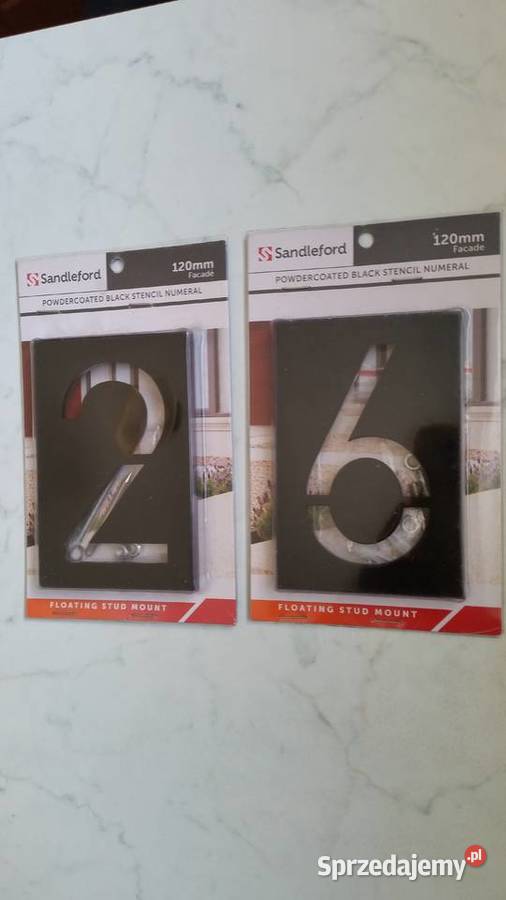 Sandleford
120mm
Facade
POWDERCOATED BLACK STENCIL NUMERAL
2
FLOATING STUD MOUNT
Sandleford
120mm
Facade
POWDERCOATED BLACK STENCIL NUMERAL
6
FLOATING STUD MOUNT
Sprzedajemy.pl